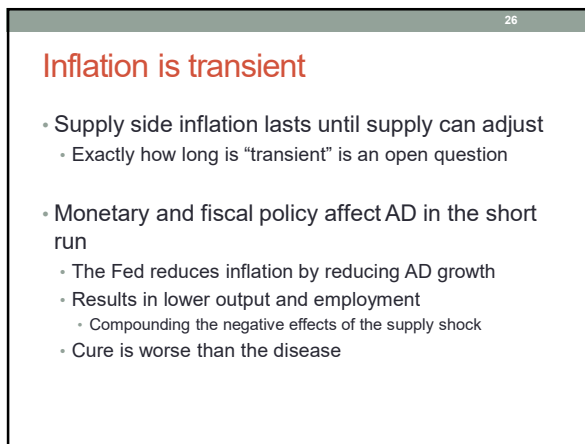 26
Inflation is transient
• Supply side inflation lasts until supply can adjust
• Exactly how long is “transient” is an open question
• Monetary and fiscal policy affect AD in the short
run
• The Fed reduces inflation by reducing AD growth
• Results in lower output and employment
• Compounding the negative effects of the supply shock
• Cure is worse than the disease